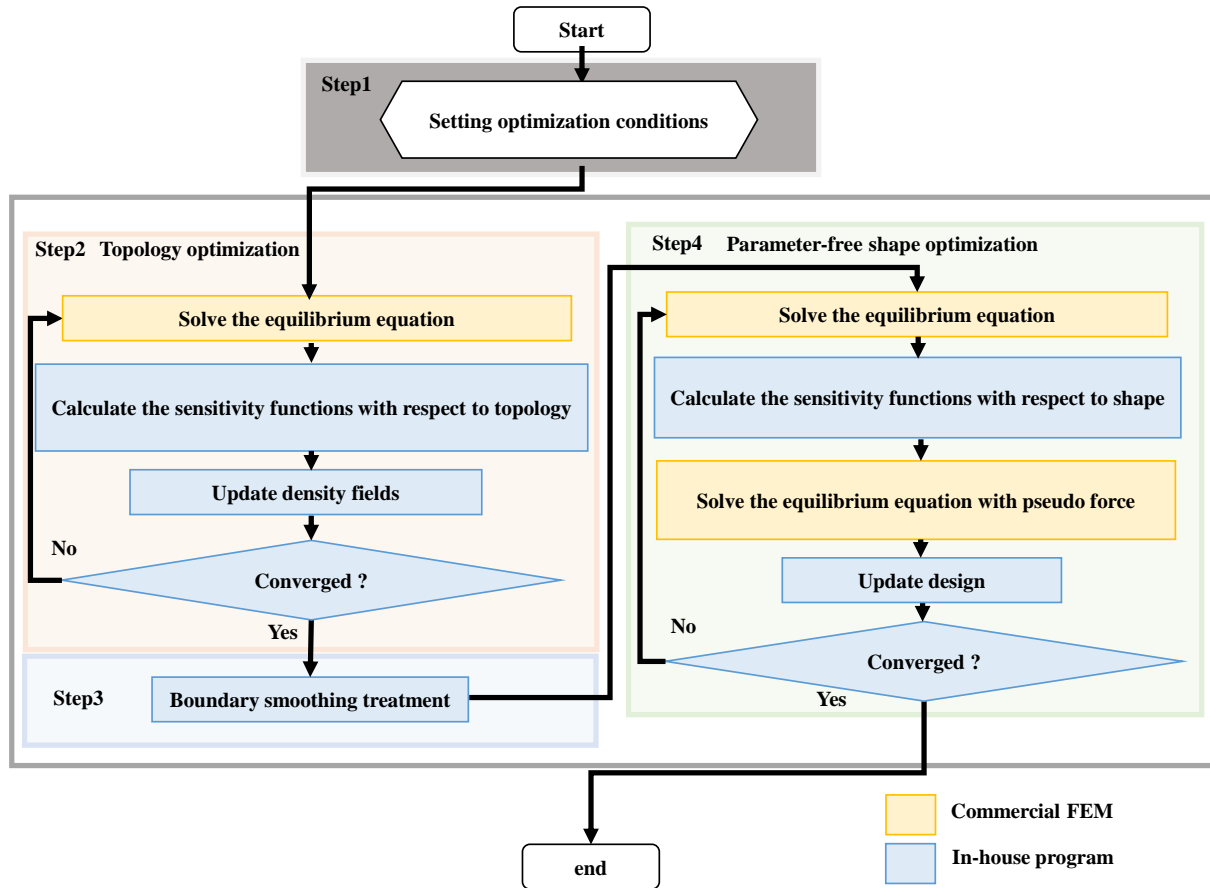 Start
Step1
Setting optimization conditions
Step2 Topology optimization
Solve the equilibrium equation
Calculate the sensitivity functions with respect to topology
Update density fields
No
Converged ?
Yes
Step3
Boundary smoothing treatment
Step4 Parameter-free shape optimization
Solve the equilibrium equation
Calculate the sensitivity functions with respect to shape
Solve the equilibrium equation with pseudo force
Update design
No
Converged ?
Yes
end
Commercial FEM
In-house program